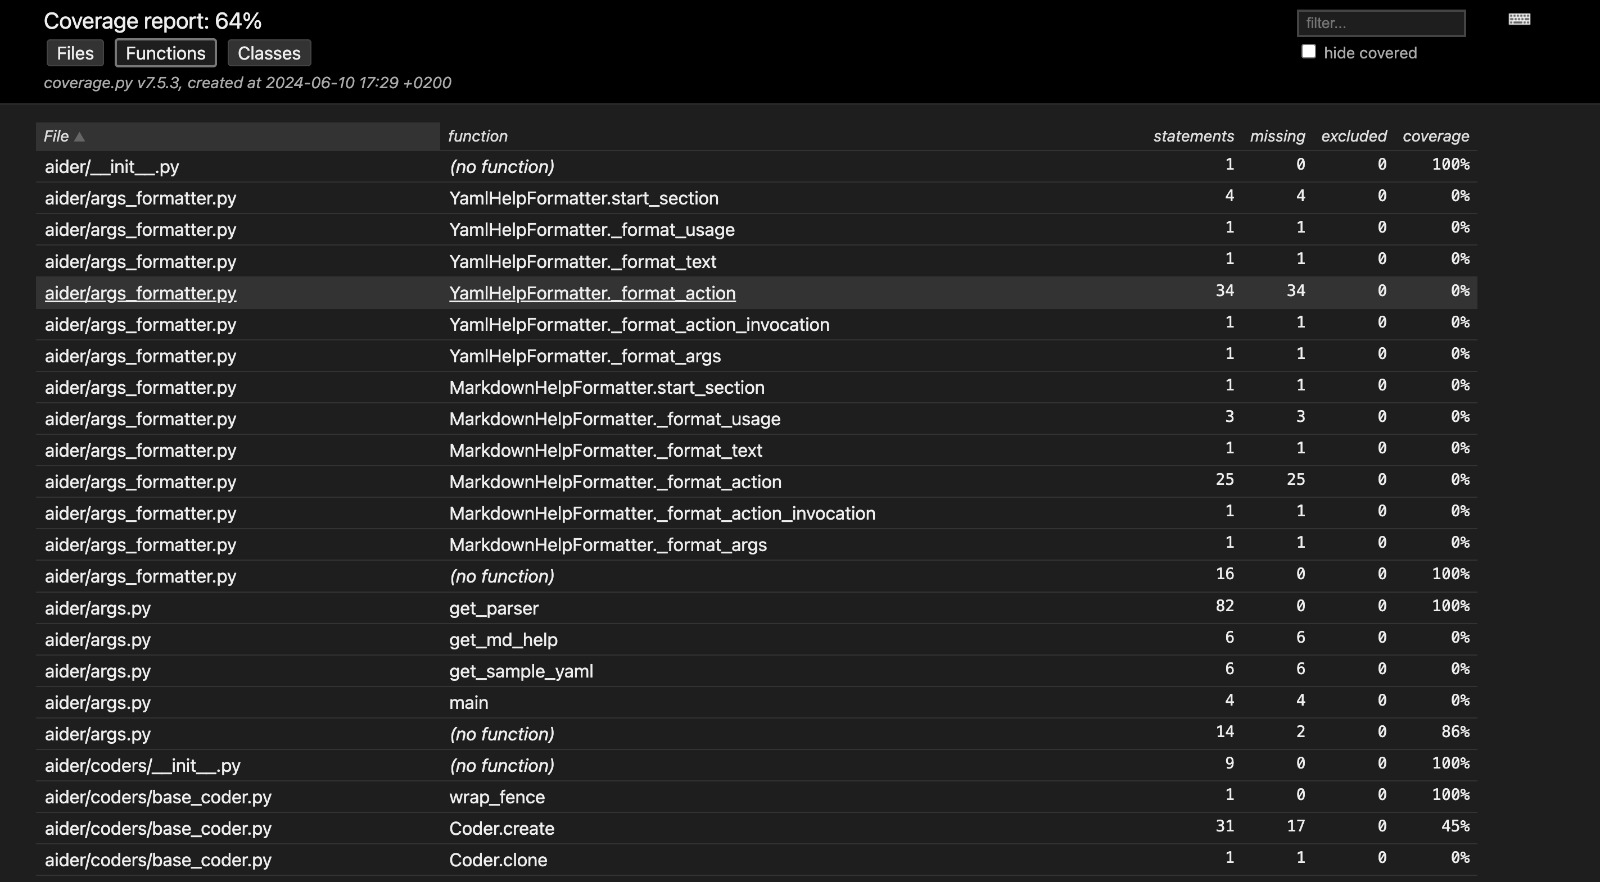 Coverage report: 64%
filter...
Files Functions Classes
hide covered
coverage.py v7.5.3, created at 2024-06-10 17:29 +0200
File ▲ function statements missing excluded coverage
aider/__init__.py (no function) 1 0 0 100%
aider/args_formatter.py YamlHelpFormatter.start_section 4 4 0 0%
aider/args_formatter.py YamlHelpFormatter._format_usage 1 1 0 0%
aider/args_formatter.py YamlHelpFormatter._format_text 1 1 0 0%
aider/args_formatter.py YamlHelpFormatter._format_action 34 34 0 0%
aider/args_formatter.py YamlHelpFormatter._format_action_invocation 1 1 0 0%
aider/args_formatter.py YamlHelpFormatter._format_args 1 1 0 0%
aider/args_formatter.py MarkdownHelpFormatter.start_section 1 1 0 0%
aider/args_formatter.py MarkdownHelpFormatter._format_usage 3 3 0 0%
aider/args_formatter.py MarkdownHelpFormatter._format_text 1 1 0 0%
aider/args_formatter.py MarkdownHelpFormatter._format_action 25 25 0 0%
aider/args_formatter.py MarkdownHelpFormatter._format_action_invocation 1 1 0 0%
aider/args_formatter.py MarkdownHelpFormatter._format_args 1 1 0 0%
aider/args_formatter.py (no function) 16 0 0 100%
aider/args.py get_parser 82 0 0 100%
aider/args.py get_md_help 6 6 0 0%
aider/args.py get_sample_yaml 6 6 0 0%
aider/args.py main 4 4 0 0%
aider/args.py (no function) 14 2 0 86%
aider/coders/__init__.py (no function) 9 0 0 100%
aider/coders/base_coder.py wrap_fence 1 0 0 100%
aider/coders/base_coder.py Coder.create 31 17 0 45%
aider/coders/base_coder.py Coder.clone 1 1 0 0%